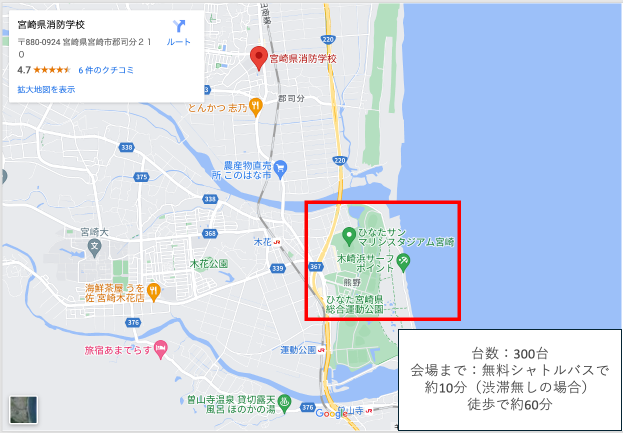 宮崎県消防学校
〒880-0924 宮崎県宮崎市郡司分２１
０
ルート
4.7
6 件のクチコミ
拡大地図を表示
220
宮崎県消防学校
郡司分
とんかつ 志乃
220
338
375
農産物直売
所 このはな市
338
宮崎大
368
木花
木花公園
339
367
ひなたサン
マリンスタジアム宮崎
木崎浜サーフ
ポイント
熊野
ひなた宮崎県
総合運動公園
海鮮茶屋 うを
佐 宮崎木花店
376
旅宿あまてらす
376
運動公園
曽山寺温泉 貸切露天
風呂 ほのかの湯
Google
曽山寺
台数：300台
会場まで：無料シャトルバスで
約10分（渋滞無しの場合）
徒歩で約60分